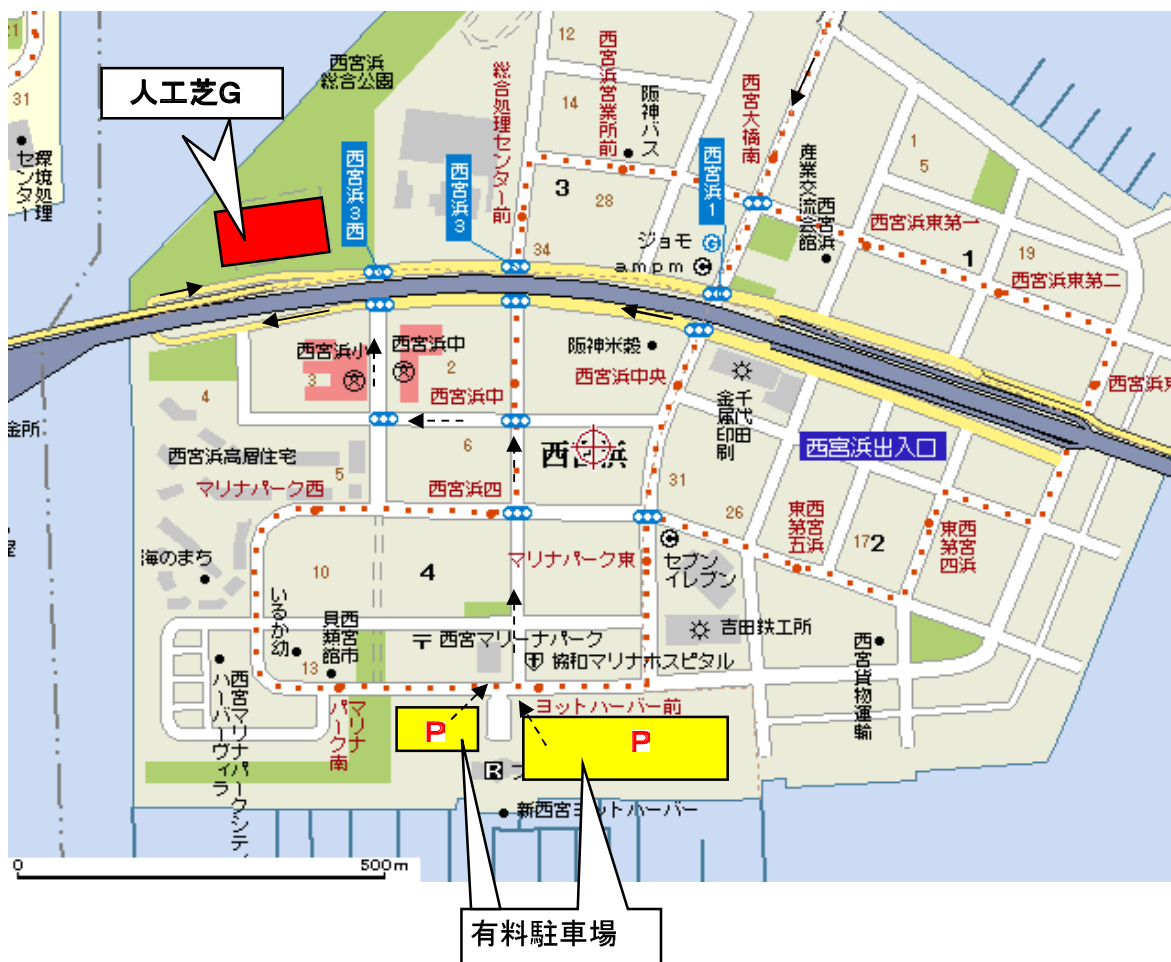 人工芝G
西宮浜
総合公園
31
環境処理
センター
西宮浜3西
西宮浜3
総合処理センター前
12
14
西宮浜営業所前
阪神バス
3
28
34
西宮浜1
西宮大橋南
産業交流会館
西宮浜
1
5
西宮浜東第一
19
1
西宮浜東第二
ジョモ
G
ampm
C
西宮浜小
3
文
西宮浜中
文
2
西宮浜中
阪神米穀
西宮浜中央
千代田
金属印刷
西宮浜出入口
西宮浜東
4
金所
6
西宮浜
西宮浜高層住宅
5
マリナパーク西
西宮浜四
31
26
西宮浜
東第五
17
2
西宮浜
東第四
海のまち
10
4
マリナパーク東
C
セブン
イレブン
いるか幼
西宮市
貝類館
13
〒西宮マリーナパーク
協和マリナホスピタル
吉田鉄工所
西宮貨物運輸
西宮マリナパークシティ
ハーバーヴィラ
マリナ
パーク南
ヨットハーバー前
P
P
R
新西宮ヨットハーバー
0
500m
有料駐車場